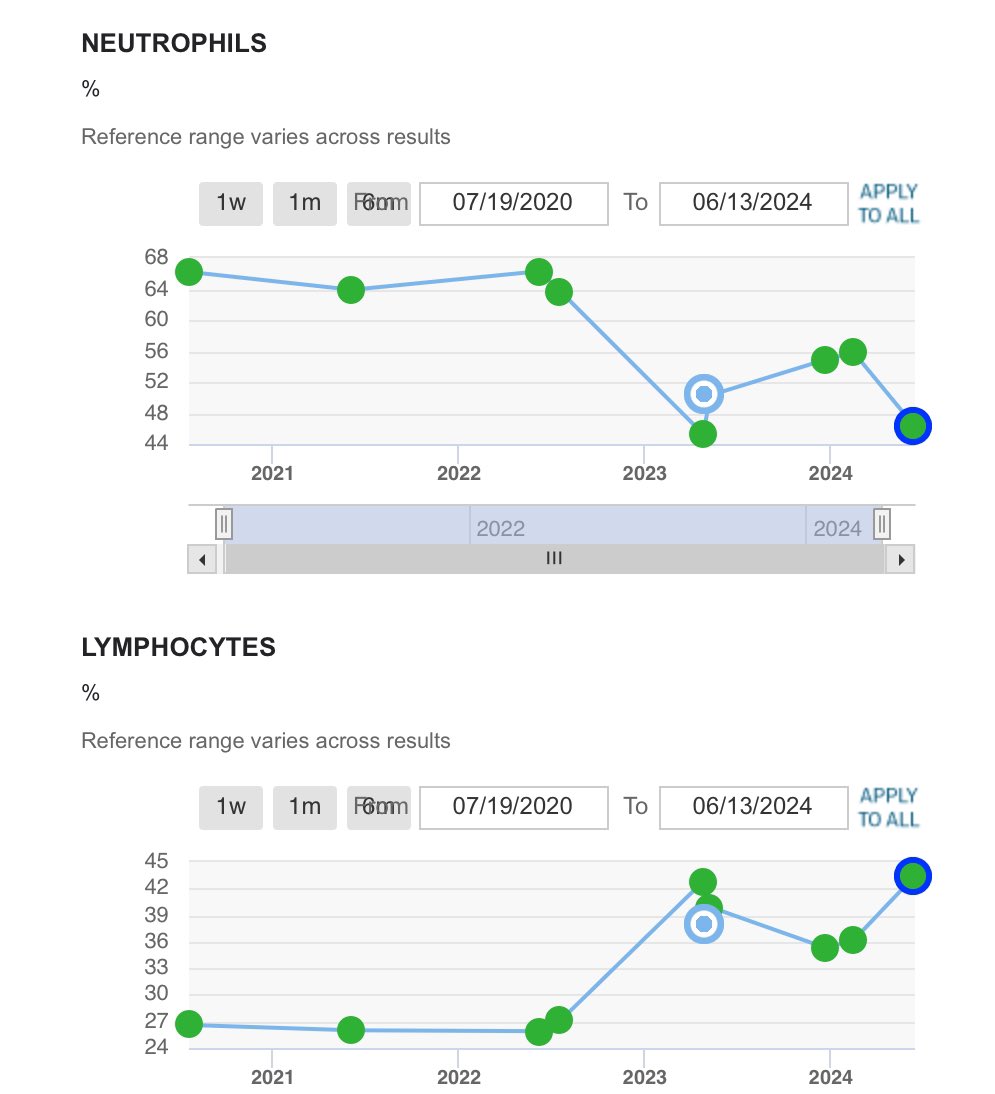 NEUTROPHILS
%
Reference range varies across results
1w 1m 6m From 07/19/2020 To 06/13/2024 APPLY TO ALL
68
64
60
56
52
48
44
2021 2022 2023 2024
2022 2024
LYMPHOCYTES
%
Reference range varies across results
1w 1m 6m From 07/19/2020 To 06/13/2024 APPLY TO ALL
45
42
39
36
33
30
27
24
2021 2022 2023 2024